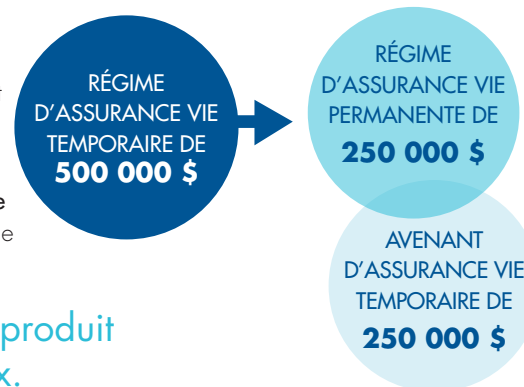 RÉGIME
D'ASSURANCE VIE
TEMPORAIRE DE
500 000 $
RÉGIME
D'ASSURANCE VIE
PERMANENTE DE
250 000 $
AVENANT
D'ASSURANCE VIE
TEMPORAIRE DE
250 000 $
e
e
produit
x.